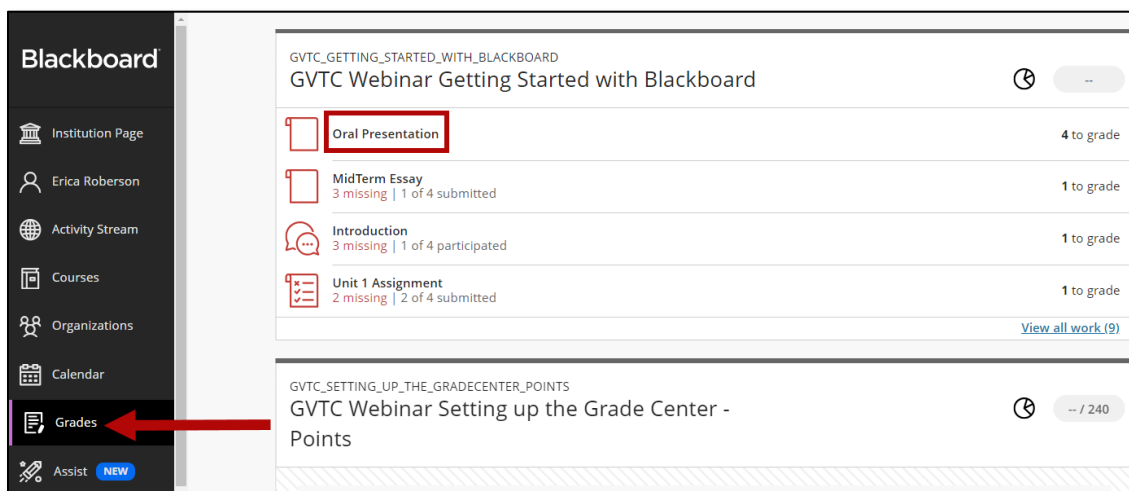 Blackboard
Institution Page
Erica Roberson
Activity Stream
Courses
Organizations
Calendar
Grades
Assist NEW
GVTC_GETTING_STARTED_WITH_BLACKBOARD
GVTC Webinar Getting Started with Blackboard
--
Oral Presentation
4 to grade
MidTerm Essay
3 missing | 1 of 4 submitted
1 to grade
Introduction
3 missing | 1 of 4 participated
1 to grade
Unit 1 Assignment
2 missing | 2 of 4 submitted
1 to grade
View all work (9)
GVTC_SETTING_UP_THE_GRADECENTER_POINTS
GVTC Webinar Setting up the Grade Center -
Points
-- / 240